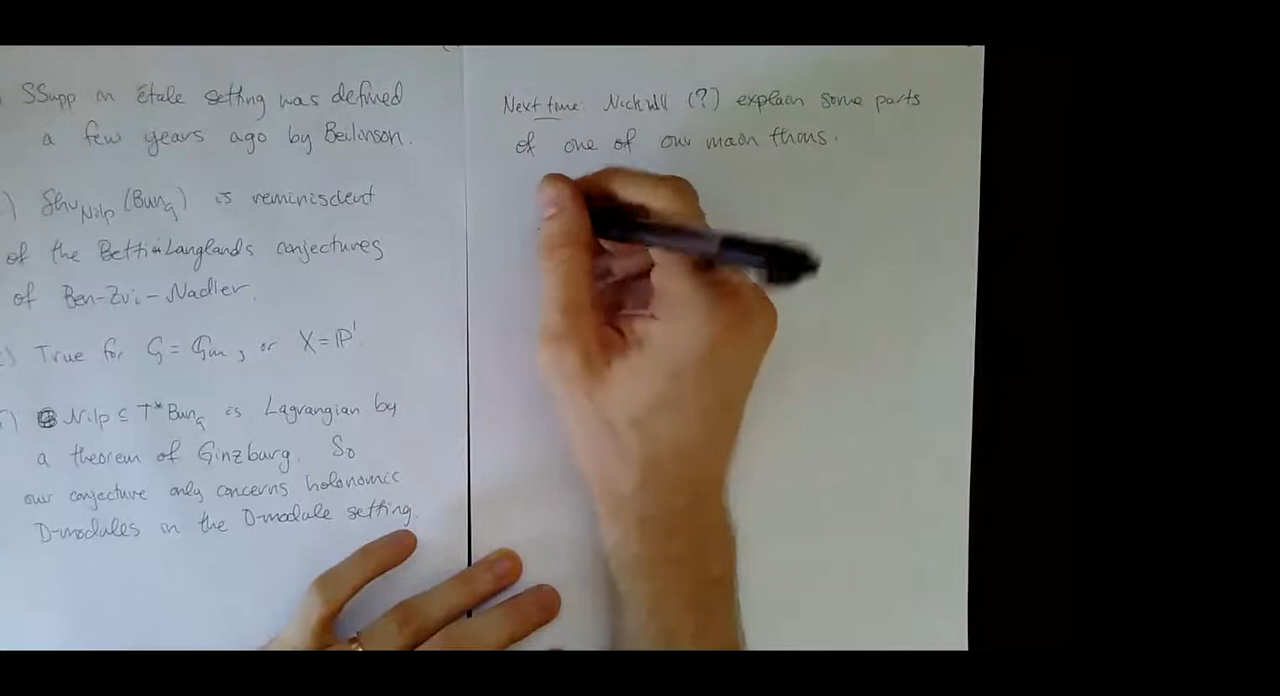 SSupp in étale setting was defined
a few years ago by Beilinson.
) Shv_Nilp (Bun_G) is reminiscent
of the Betti-Langlands conjectures
of Ben-Zvi-Nadler.
) True for G = Gm, or X = P¹
) Nilp ⊆ T*Bun_G is Lagrangian by
a theorem of Ginzburg. So
our conjecture only concerns holonomic
D-modules in the D-module setting.
Next time: Nick will (?) explain some parts
of one of our main thms.